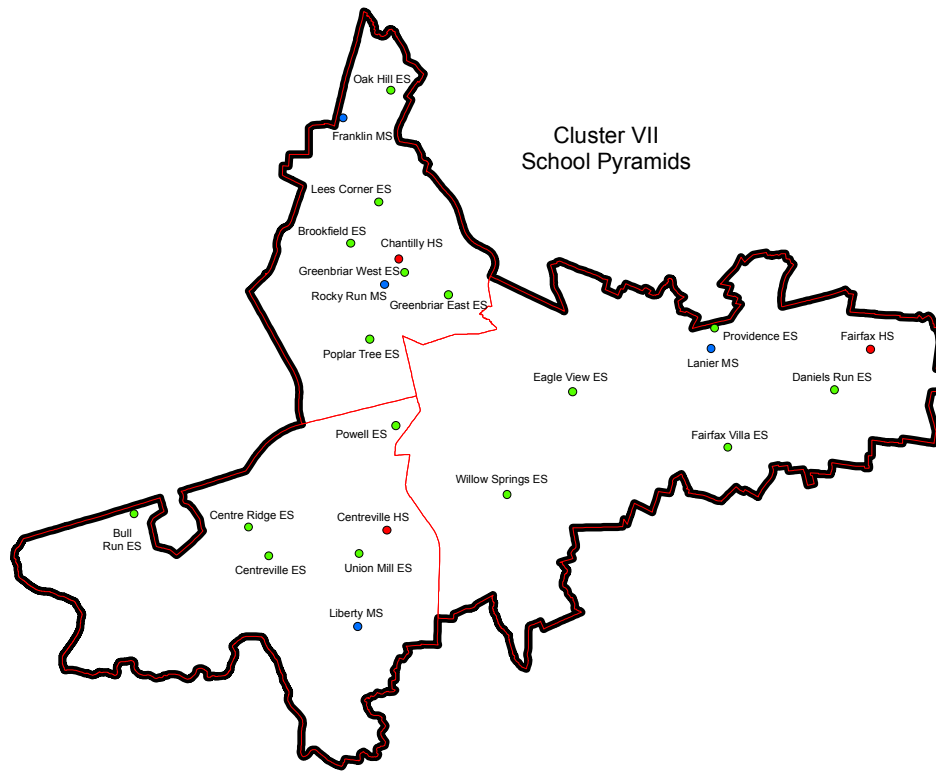 Oak Hill ES
Franklin MS
Cluster VII
School Pyramids
Lees Corner ES
Brookfield ES
Chantilly HS
Greenbriar West ES
Rocky Run MS
Greenbriar East ES
Providence ES
Fairfax HS
Poplar Tree ES
Lanier MS
Eagle View ES
Daniels Run ES
Powell ES
Fairfax Villa ES
Willow Springs ES
Centre Ridge ES
Centreville HS
Bull
Run ES
Centreville ES
Union Mill ES
Liberty MS